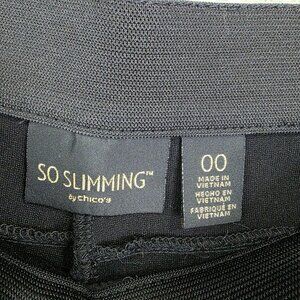 SO SLIMMING™
by chico's
00
MADE IN
VIETNAM
HECHO EN
VIETNAM
FABRIQUÉ EN
VIETNAM